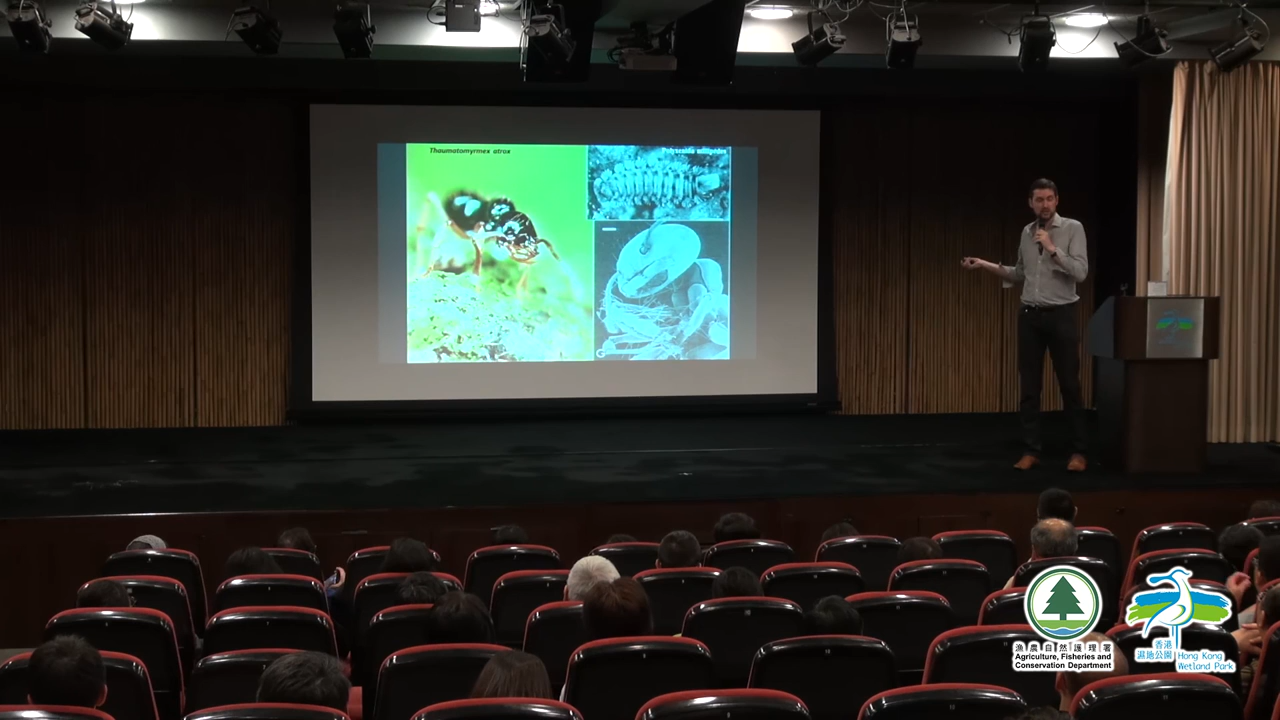 Thaumatomyrmex atrox
漁農自然護理署
Agriculture, Fisheries and
Conservation Department
香港
濕地公園
Hong Kong
Wetland Park